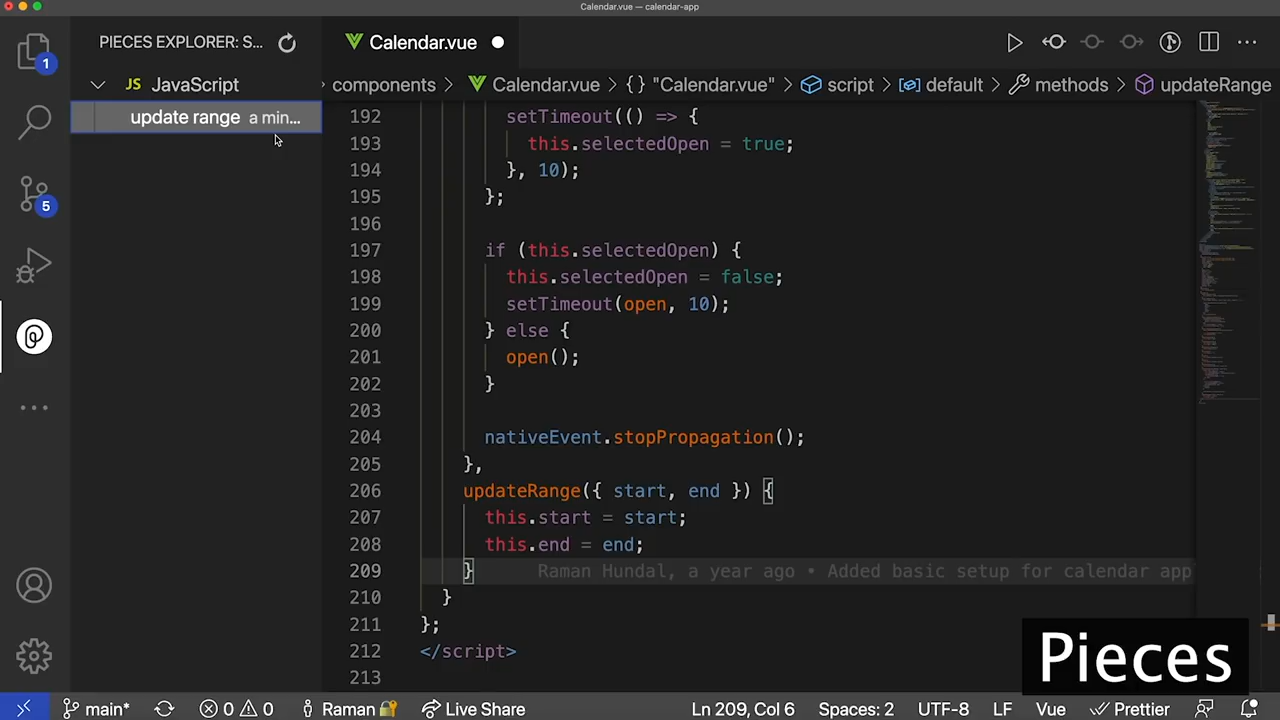 Calendar.vue — calendar-app
PIECES EXPLORER: S...
Calendar.vue
1
JS JavaScript
components > Calendar.vue > {} "Calendar.vue" > script > default > methods > updateRange
update range a min...
5
192 setTimeout(() => {
193 this.selectedOpen = true;
194 }, 10);
195 };
196
197 if (this.selectedOpen) {
198 this.selectedOpen = false;
199 setTimeout(open, 10);
200 } else {
201 open();
202 }
203
204 nativeEvent.stopPropagation();
205 },
206 updateRange({ start, end }) {
207 this.start = start;
208 this.end = end;
209 } Raman Hundal, a year ago • Added basic setup for calendar app
210 }
211 };
212 </script>
213
Pieces
main* 0 0 Raman Live Share Ln 209, Col 6 Spaces: 2 UTF-8 LF Vue Prettier